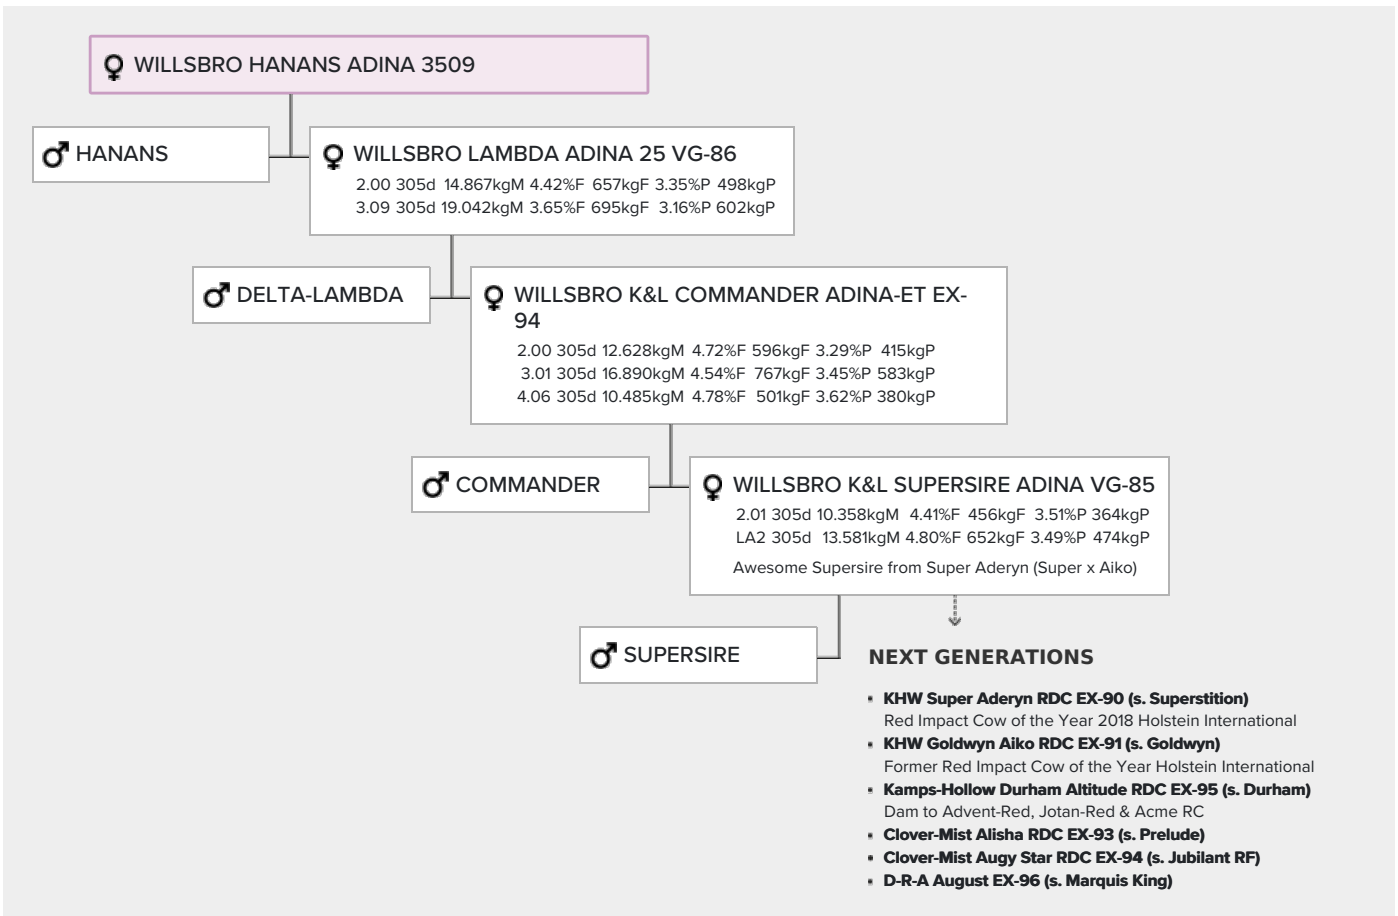 WILLSBRO HANANS ADINA 3509
HANANS
WILLSBRO LAMBDA ADINA 25 VG-86
2.00 305d 14.867kgM 4.42%F 657kgF 3.35%P 498kgP
3.09 305d 19.042kgM 3.65%F 695kgF 3.16%P 602kgP
DELTA-LAMBDA
WILLSBRO K&L COMMANDER ADINA-ET EX-
94
2.00 305d 12.628kgM 4.72%F 596kgF 3.29%P 415kgP
3.01 305d 16.890kgM 4.54%F 767kgF 3.45%P 583kgP
4.06 305d 10.485kgM 4.78%F 501kgF 3.62%P 380kgP
COMMANDER
WILLSBRO K&L SUPERSIRE ADINA VG-85
2.01 305d 10.358kgM 4.41%F 456kgF 3.51%P 364kgP
LA2 305d 13.581kgM 4.80%F 652kgF 3.49%P 474kgP
Awesome Supersire from Super Aderyn (Super x Aiko)
SUPERSIRE
NEXT GENERATIONS
KHW Super Aderyn RDC EX-90 (s. Superstition)
Red Impact Cow of the Year 2018 Holstein International
KHW Goldwyn Aiko RDC EX-91 (s. Goldwyn)
Former Red Impact Cow of the Year Holstein International
Kamps-Hollow Durham Altitude RDC EX-95 (s. Durham)
Dam to Advent-Red, Jotan-Red & Acme RC
Clover-Mist Alisha RDC EX-93 (s. Prelude)
Clover-Mist Augy Star RDC EX-94 (s. Jubilant RF)
D-R-A August EX-96 (s. Marquis King)